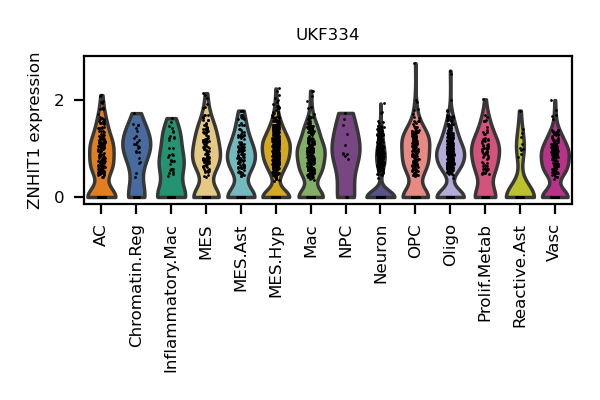 UKF334
ZNHIT1 expression
2
0
AC
Chromatin.Reg
Inflammatory.Mac
MES
MES.Ast
MES.Hyp
Mac
NPC
Neuron
OPC
Oligo
Prolif.Metab
Reactive.Ast
Vasc